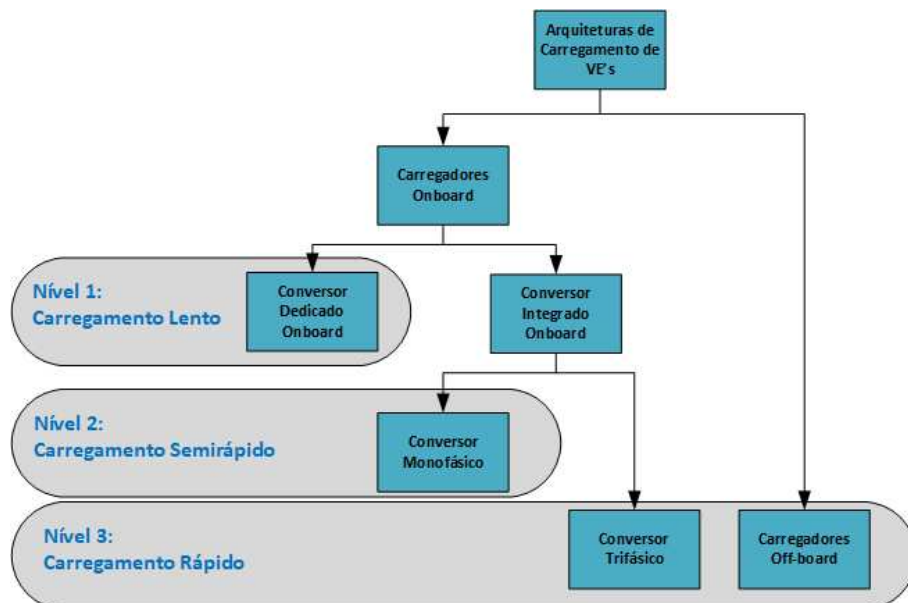 Arquiteturas de
Carregamento de
VE's
Carregadores
Onboard
Nível 1:
Carregamento Lento
Conversor
Dedicado
Onboard
Conversor
Integrado
Onboard
Nível 2:
Carregamento Semirápido
Conversor
Monofásico
Nível 3:
Carregamento Rápido
Conversor
Trifásico
Carregadores
Off-board